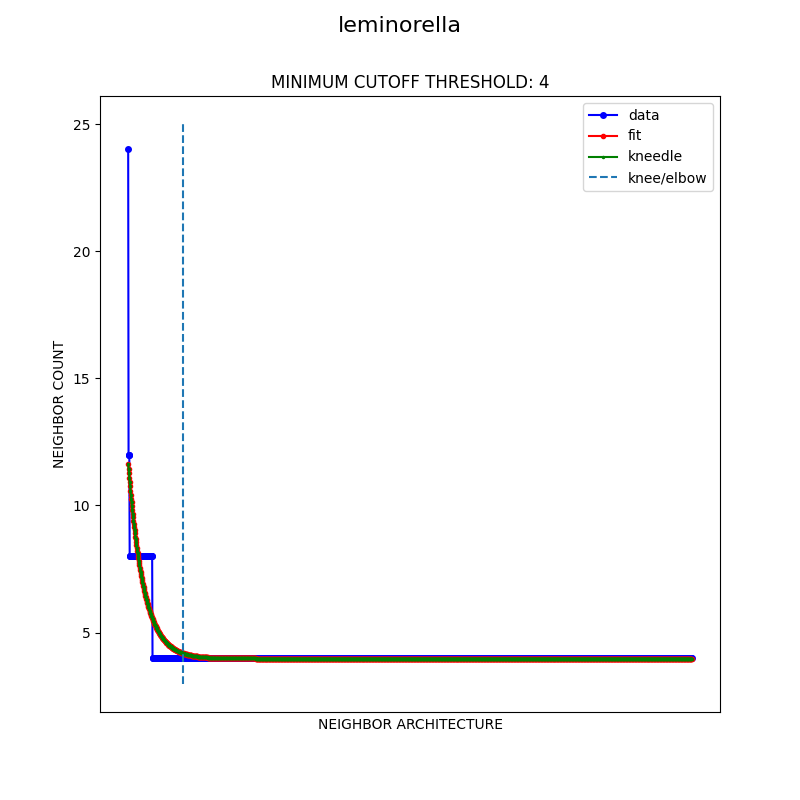 leminorella
MINIMUM CUTOFF THRESHOLD: 4
data
fit
kneedle
knee/elbow
25
20
15
10
5
NEIGHBOR COUNT
NEIGHBOR ARCHITECTURE